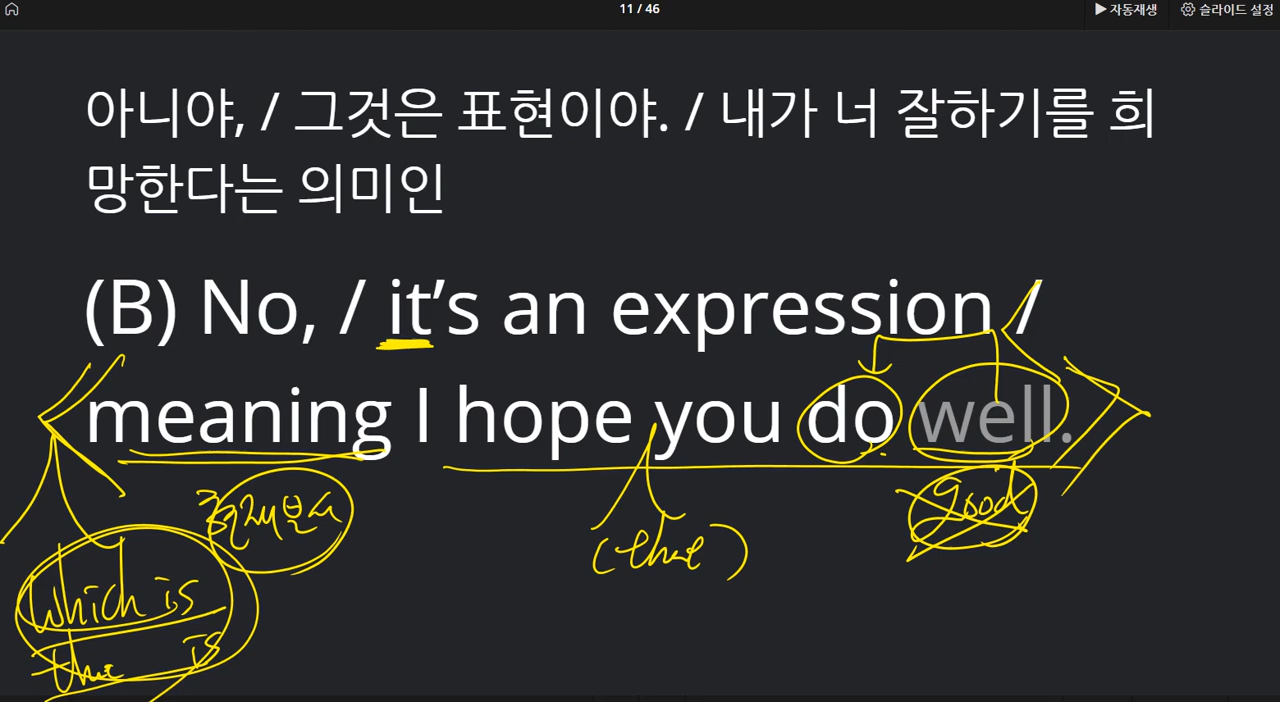 11 / 46
▶ 자동재생
슬라이드 설정
아니야, / 그것은 표현이야. / 내가 너 잘하기를 희
망한다는 의미인
(B) No, / it’s an expression /
meaning I hope you do well.
현재분사
good
(that)
which is
is